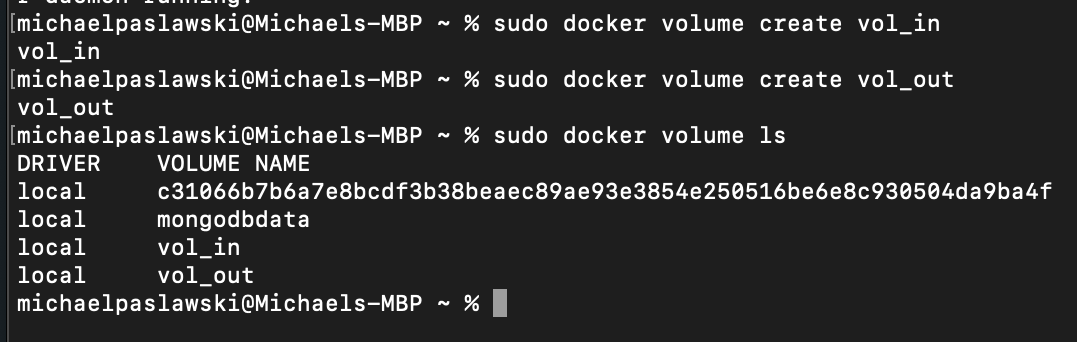 [michaelpaslawski@Michaels-MBP ~ % sudo docker volume create vol_in
vol_in
[michaelpaslawski@Michaels-MBP ~ % sudo docker volume create vol_out
vol_out
[michaelpaslawski@Michaels-MBP ~ % sudo docker volume ls
DRIVER    VOLUME NAME
local     c31066b7b6a7e8bcdf3b38beaec89ae93e3854e250516be6e8c930504da9ba4f
local     mongodbdata
local     vol_in
local     vol_out
michaelpaslawski@Michaels-MBP ~ %